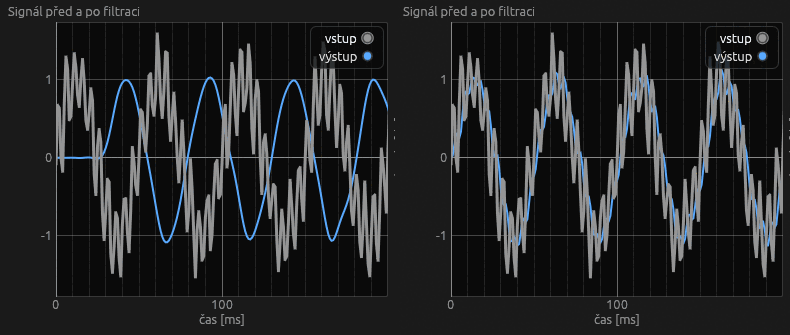 Signál před a po filtraci
vstup
výstup
1
0
-1
0
100
čas [ms]
Signál před a po filtraci
vstup
výstup
1
0
-1
0
100
čas [ms]